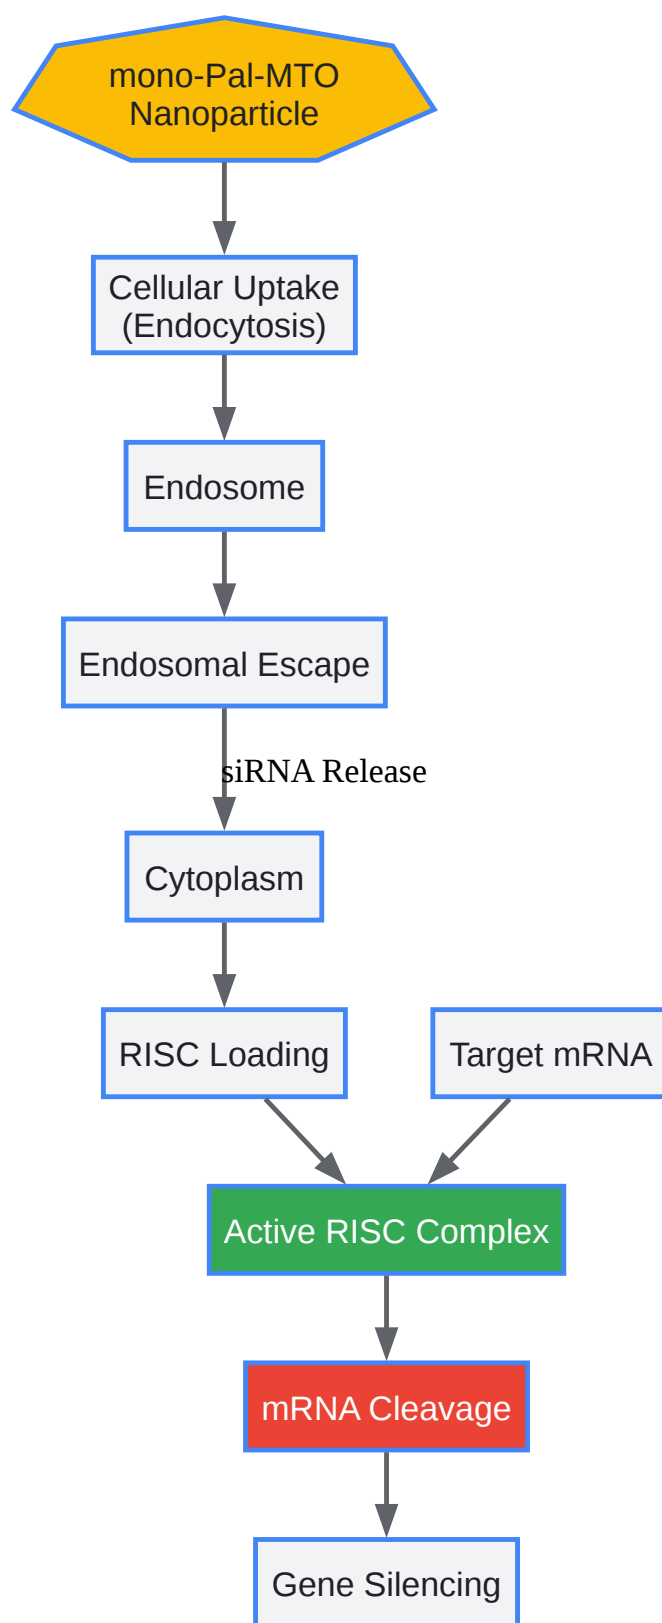 mono-Pal-MTO
Nanoparticle
Cellular Uptake
(Endocytosis)
Endosome
Endosomal Escape
siRNA Release
Cytoplasm
RISC Loading
Target mRNA
Active RISC Complex
mRNA Cleavage
Gene Silencing